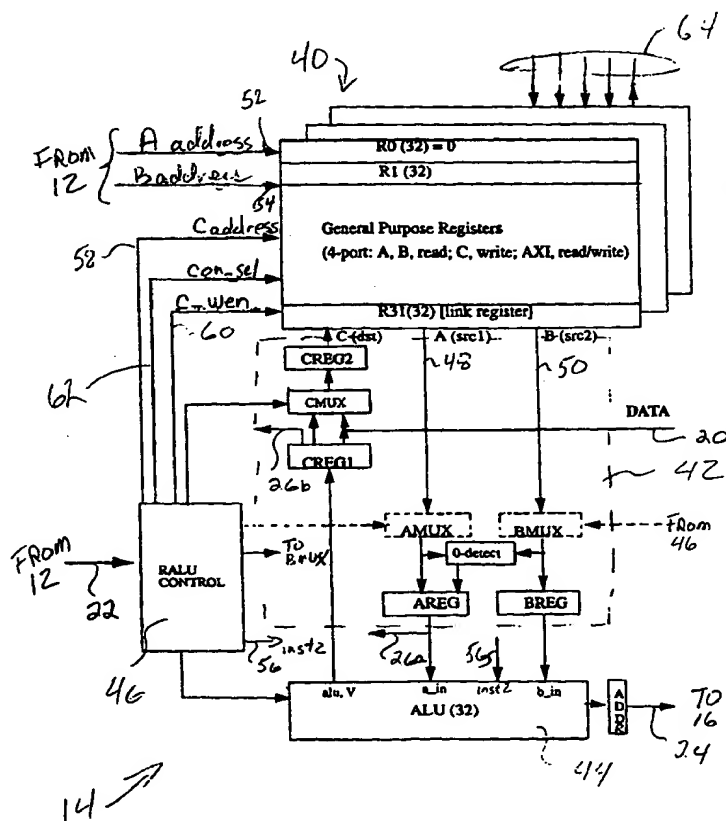 40
64
52
FROM 12
A address
R0 (32) = 0
B address
R1 (32)
54
General Purpose Registers
(4-port: A, B, read; C, write; AXI, read/write)
C address
58
con_sel
C_wen
60
R31(32) [link register]
C (dst)
A (src1)
B (src2)
62
CREG2
48
50
CMUX
DATA
20
26b
CREG1
42
AMUX
BMUX
FROM 46
FROM 12
22
RALU CONTROL
TO BMUX
0-detect
AREG
BREG
46
56
inst2
26a
56
alu, V
a_in
inst2
b_in
ALU (32)
ADDR
TO 16
24
44
14